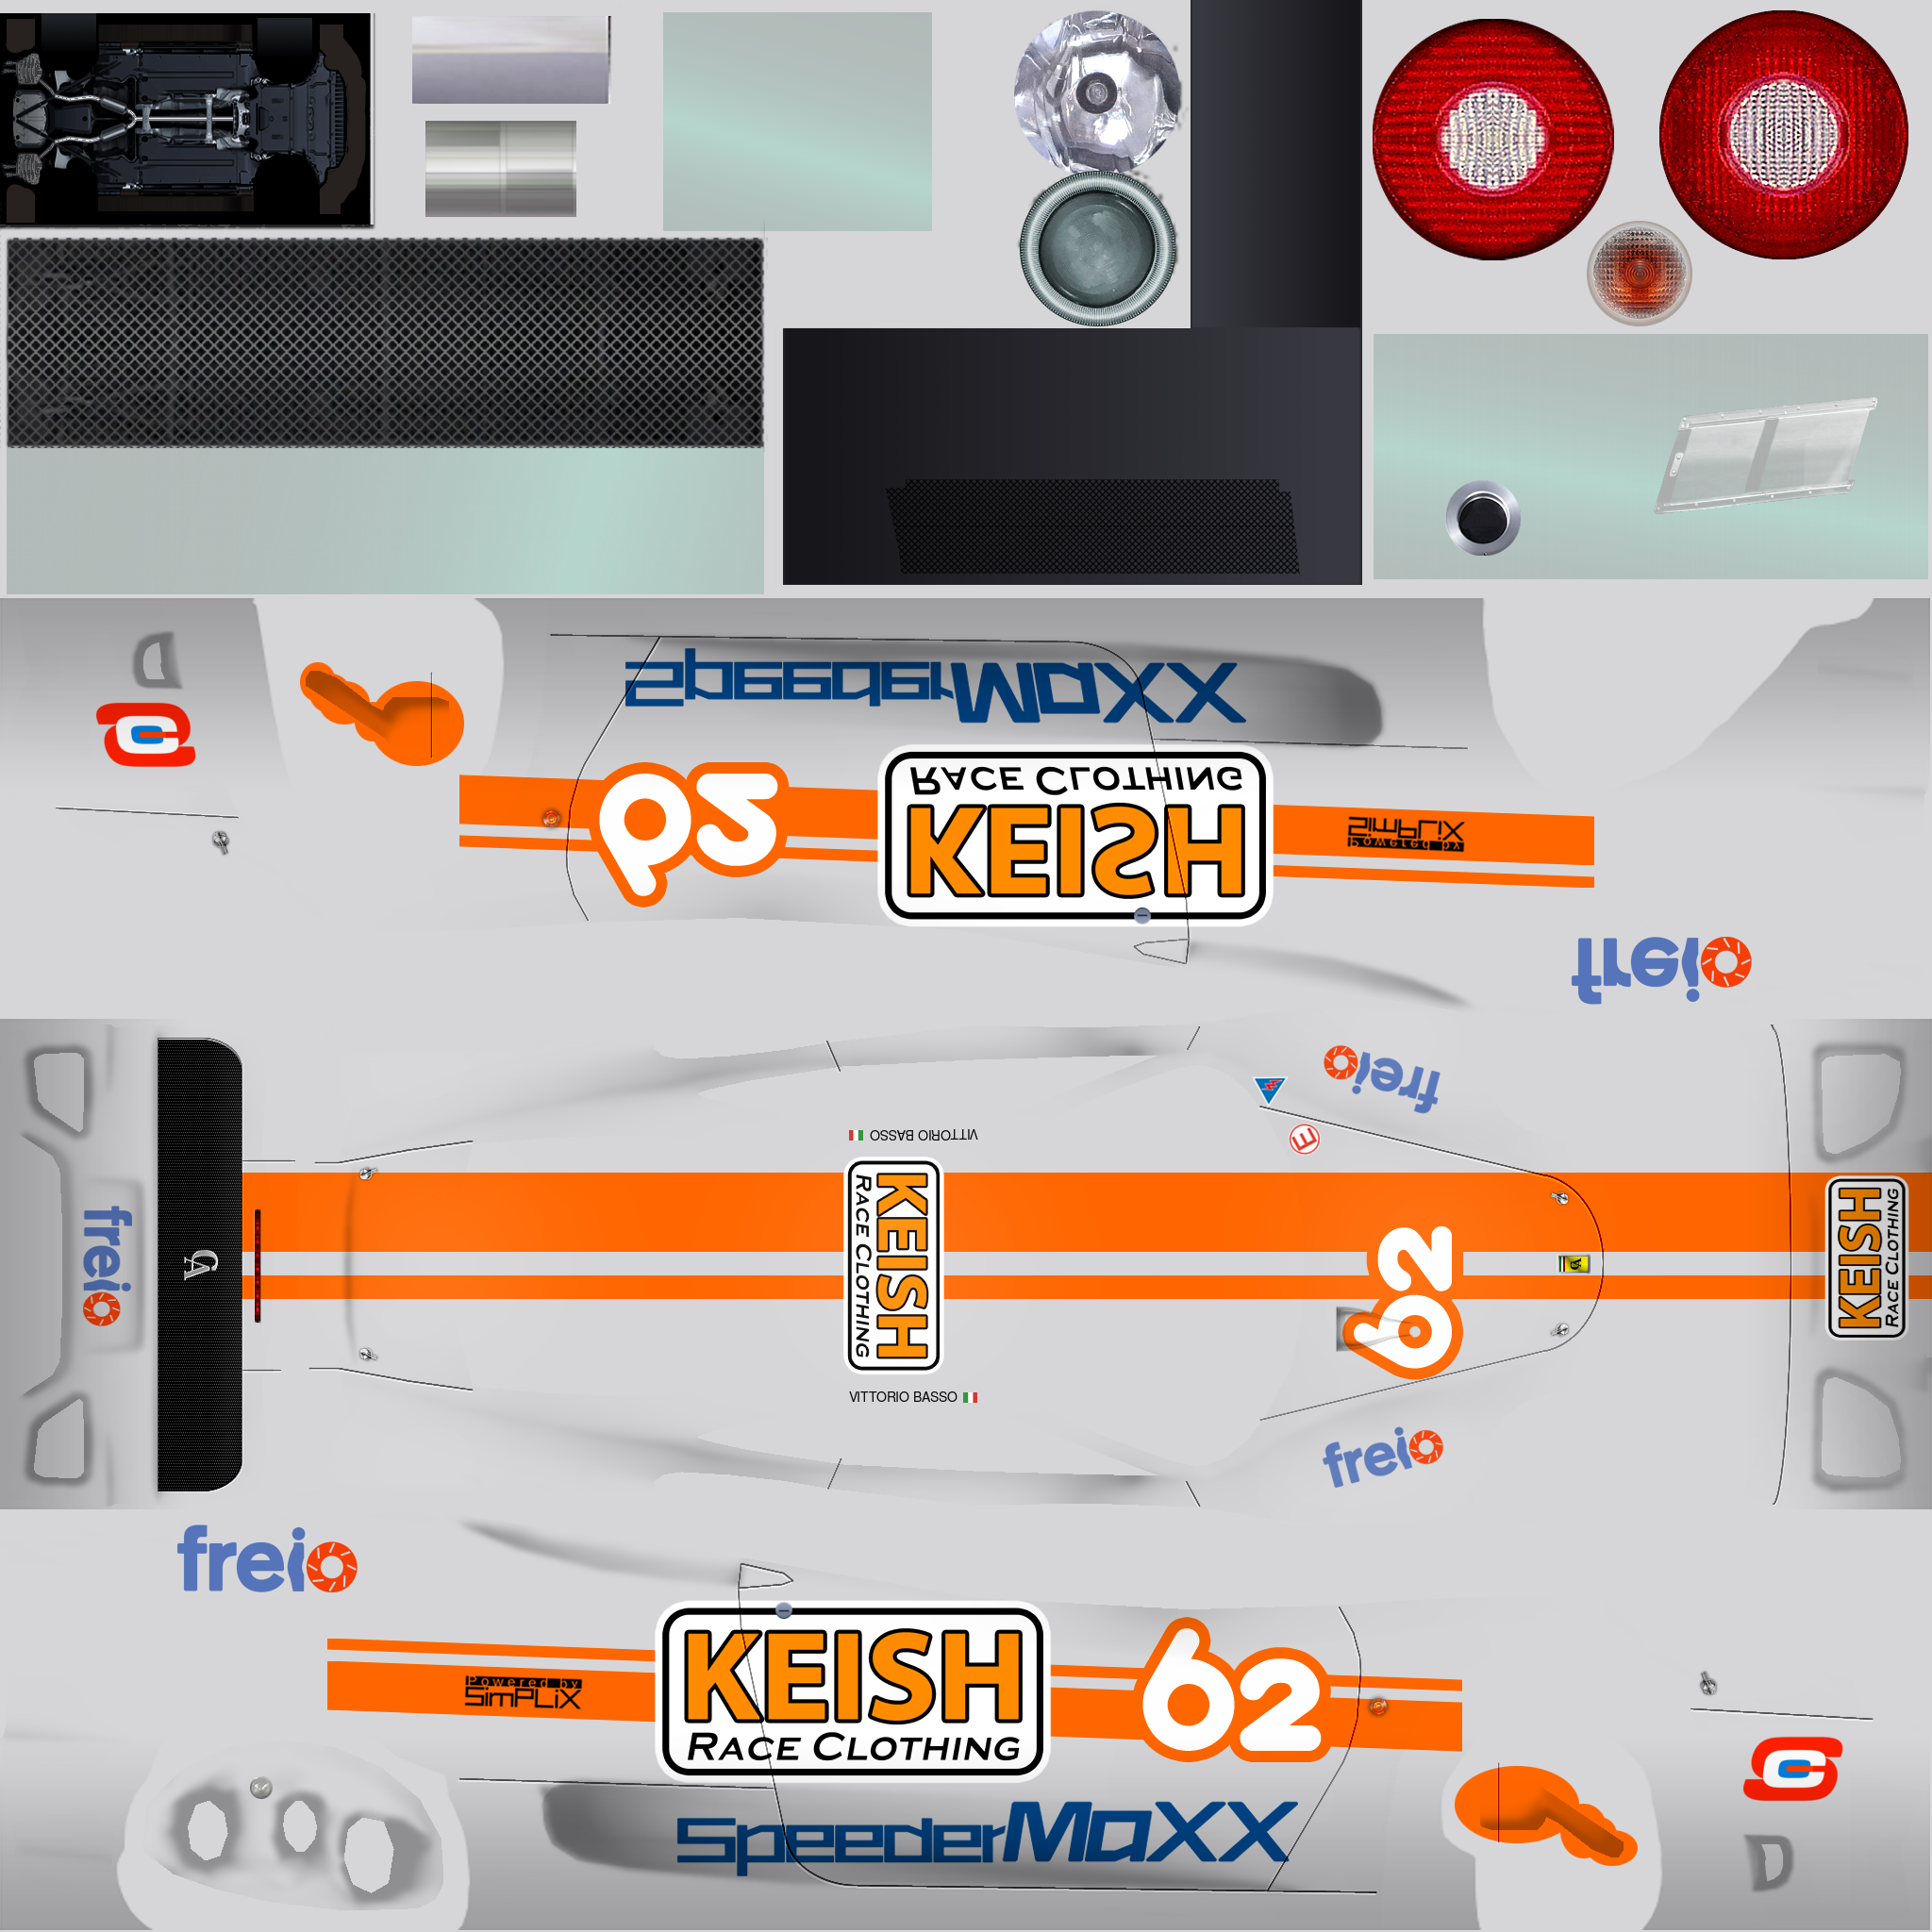 SpeederMaXX
RACE CLOTHING
KEISH
62
SimPLiX
Powered by
freio
freio
VITTORIO BASSO
KEISH
RACE CLOTHING
62
KEISH
RACE CLOTHING
freio
CA
VITTORIO BASSO
freio
freio
KEISH
RACE CLOTHING
62
Powered by
SimPLiX
SpeederMaXX